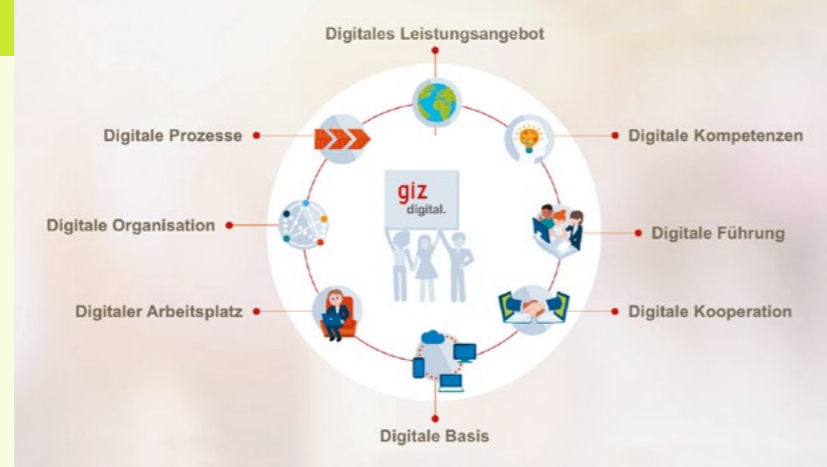 Digitales Leistungsangebot
Digitale Prozesse
Digitale Kompetenzen
giz
digital.
Digitale Organisation
Digitale Führung
Digitaler Arbeitsplatz
Digitale Kooperation
Digitale Basis